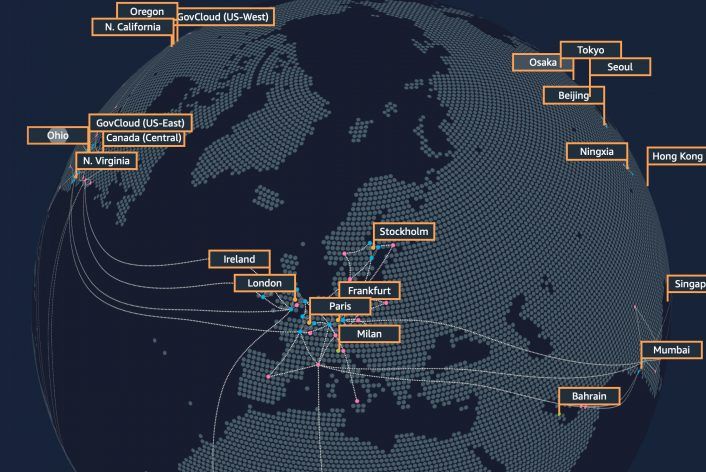 Oregon
GovCloud (US-West)
N. California
Tokyo
Osaka
Seoul
Beijing
GovCloud (US-East)
Ohio
Canada (Central)
N. Virginia
Ningxia
Hong Kong
Stockholm
Ireland
London
Frankfurt
Paris
Milan
Singap
Mumbai
Bahrain